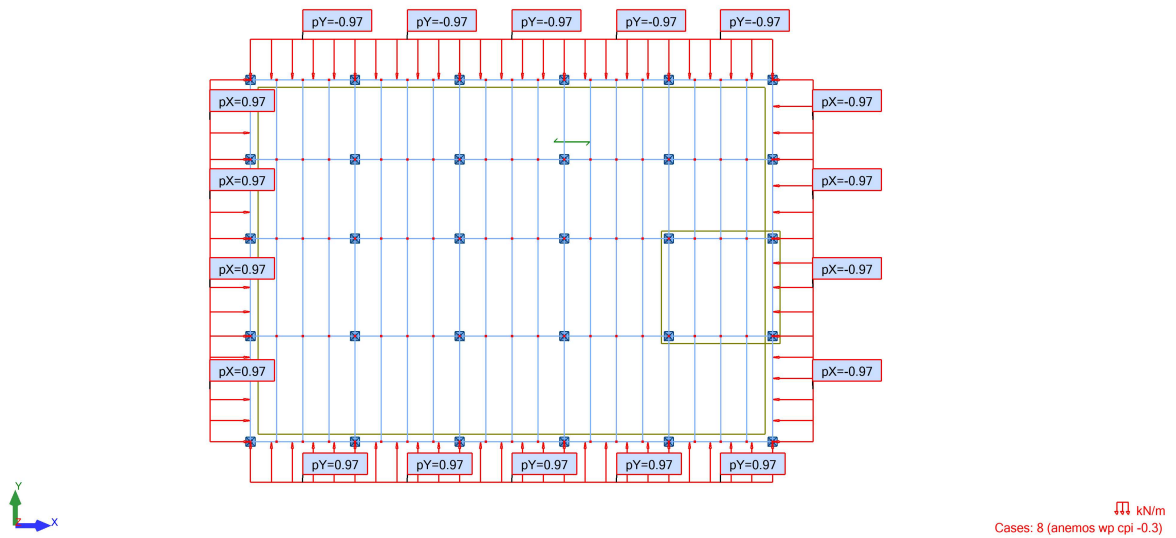 pY=-0.97 pY=-0.97 pY=-0.97 pY=-0.97 pY=-0.97
pX=0.97 pX=-0.97
pX=0.97 pX=-0.97
pX=0.97 pX=-0.97
pX=0.97 pX=-0.97
pY=0.97 pY=0.97 pY=0.97 pY=0.97 pY=0.97
Y
Z X
kN/m
Cases: 8 (anemos wp cpi -0.3)